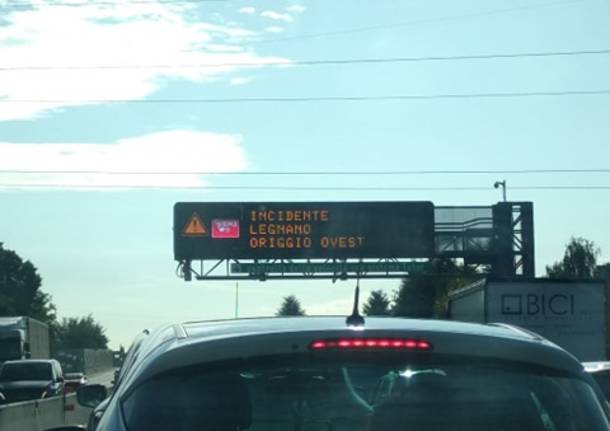 INCIDENTE
LEGNANO
ORIGGIO OVEST
BICI